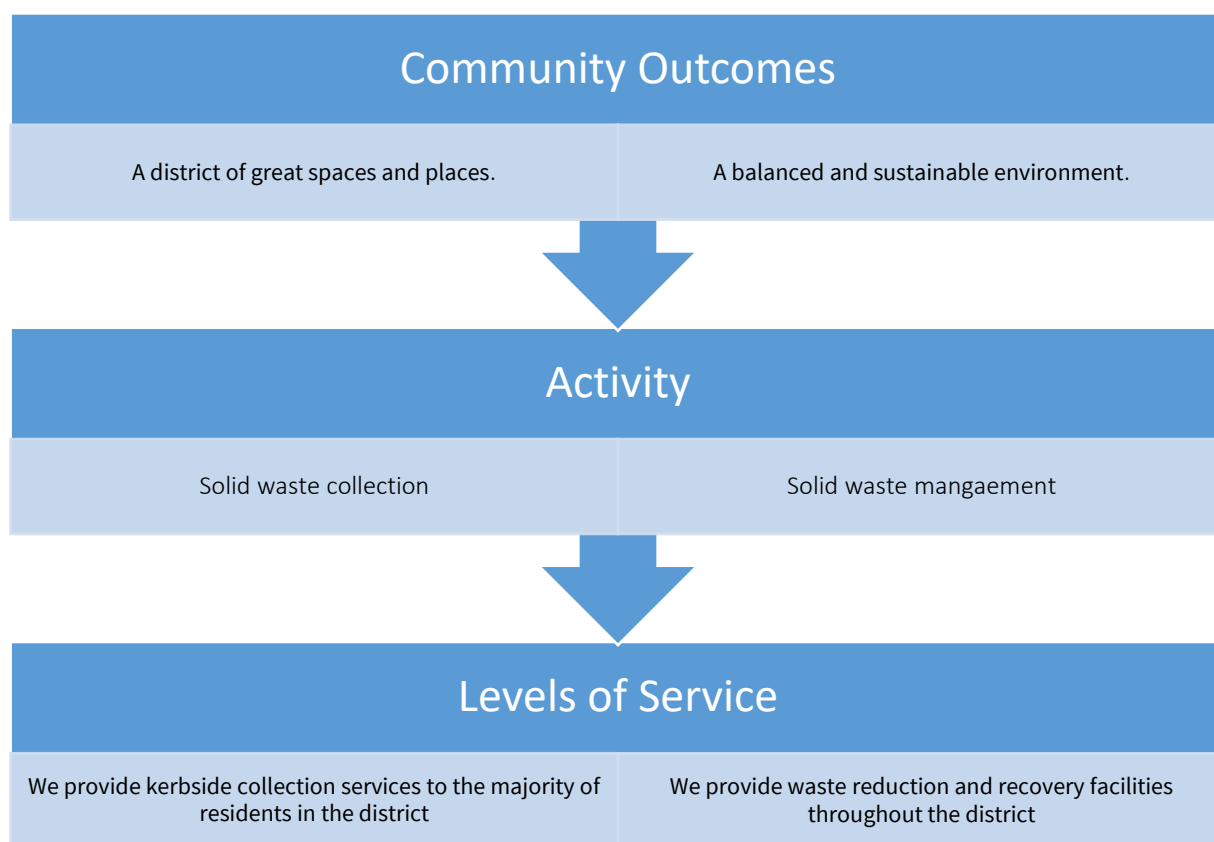 Community Outcomes
A district of great spaces and places.
A balanced and sustainable environment.
Activity
Solid waste collection
Solid waste mangaement
Levels of Service
We provide kerbside collection services to the majority of
residents in the district
We provide waste reduction and recovery facilities
throughout the district